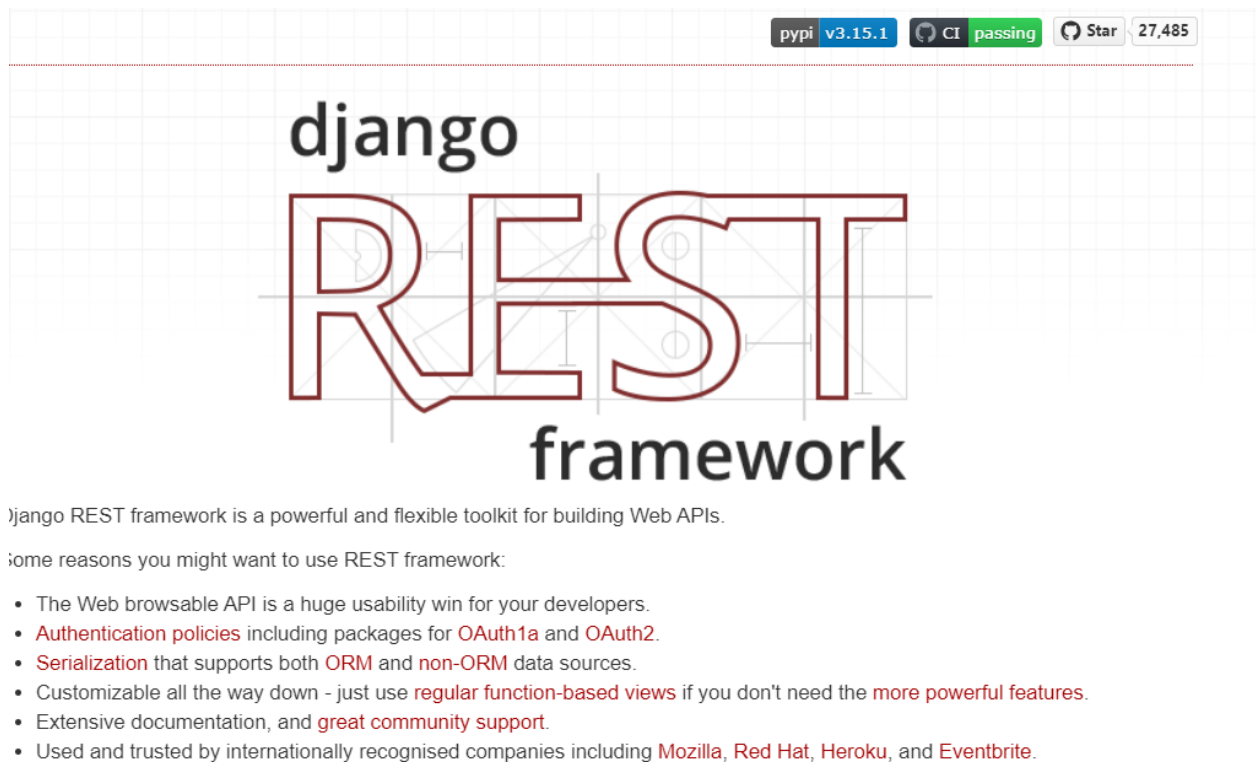 pypi v3.15.1 CI passing Star 27,485
django
REST
framework
Django REST framework is a powerful and flexible toolkit for building Web APIs.
Some reasons you might want to use REST framework:
• The Web browsable API is a huge usability win for your developers.
• Authentication policies including packages for OAuth1a and OAuth2.
• Serialization that supports both ORM and non-ORM data sources.
• Customizable all the way down - just use regular function-based views if you don't need the more powerful features.
• Extensive documentation, and great community support.
• Used and trusted by internationally recognised companies including Mozilla, Red Hat, Heroku, and Eventbrite.